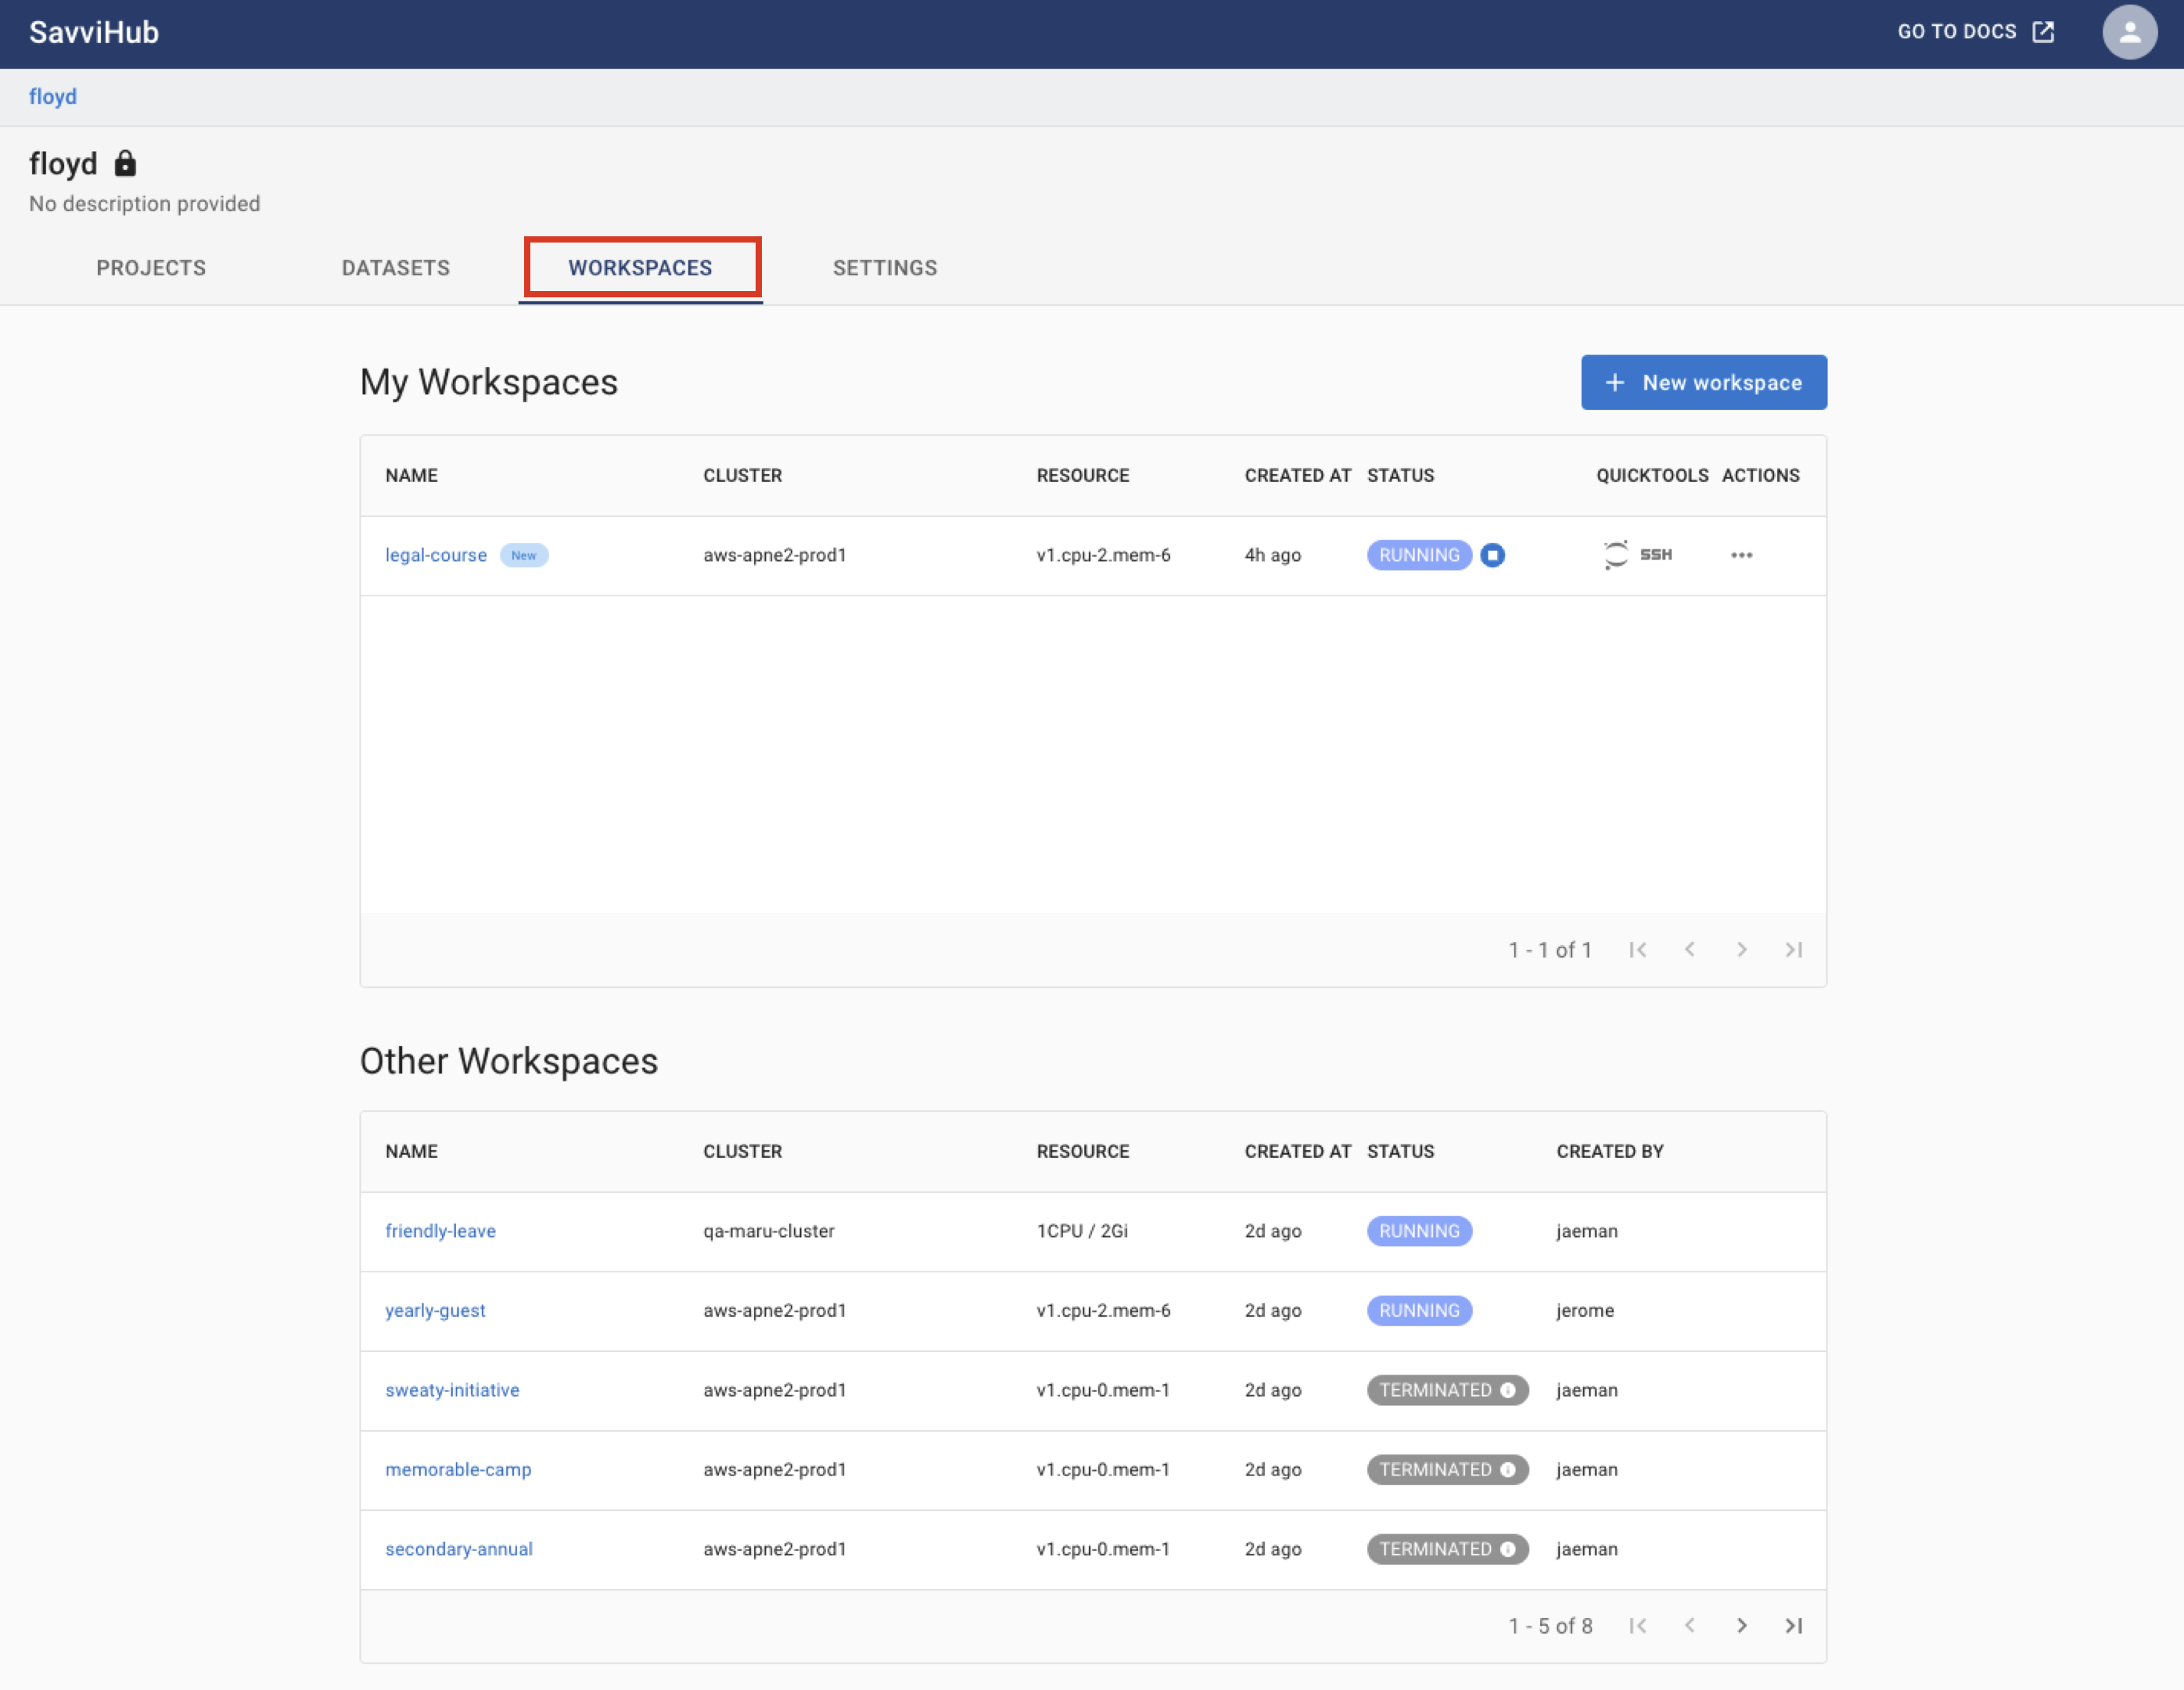 SavviHub GO TO DOCS
floyd
floyd
No description provided
PROJECTS DATASETS WORKSPACES SETTINGS
My Workspaces + New workspace
NAME CLUSTER RESOURCE CREATED AT STATUS QUICKTOOLS ACTIONS
legal-course New aws-apne2-prod1 v1.cpu-2.mem-6 4h ago RUNNING SSH ...
1 - 1 of 1
Other Workspaces
NAME CLUSTER RESOURCE CREATED AT STATUS CREATED BY
friendly-leave qa-maru-cluster 1CPU / 2Gi 2d ago RUNNING jaeman
yearly-guest aws-apne2-prod1 v1.cpu-2.mem-6 2d ago RUNNING jerome
sweaty-initiative aws-apne2-prod1 v1.cpu-0.mem-1 2d ago TERMINATED jaeman
memorable-camp aws-apne2-prod1 v1.cpu-0.mem-1 2d ago TERMINATED jaeman
secondary-annual aws-apne2-prod1 v1.cpu-0.mem-1 2d ago TERMINATED jaeman
1 - 5 of 8